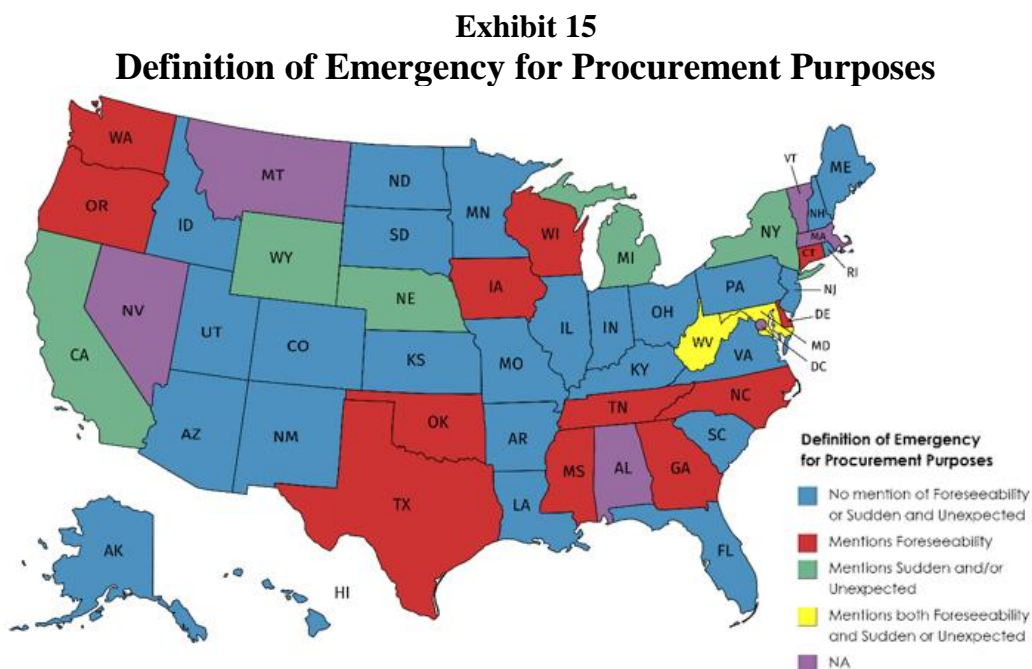 Exhibit 15
Definition of Emergency for Procurement Purposes
WA
OR
ID
MT
ND
MN
SD
WY
NE
IA
WI
MI
NY
VT
NH
ME
MA
CT
RI
NJ
PA
DE
MD
DC
CA
NV
UT
CO
KS
MO
IL
IN
OH
WV
VA
KY
AZ
NM
OK
AR
TN
NC
SC
TX
LA
MS
AL
GA
FL
AK
HI
Definition of Emergency
for Procurement Purposes
No mention of Foreseeability
or Sudden and Unexpected
Mentions Foreseeability
Mentions Sudden and/or
Unexpected
Mentions both Foreseeability
and Sudden or Unexpected
NA